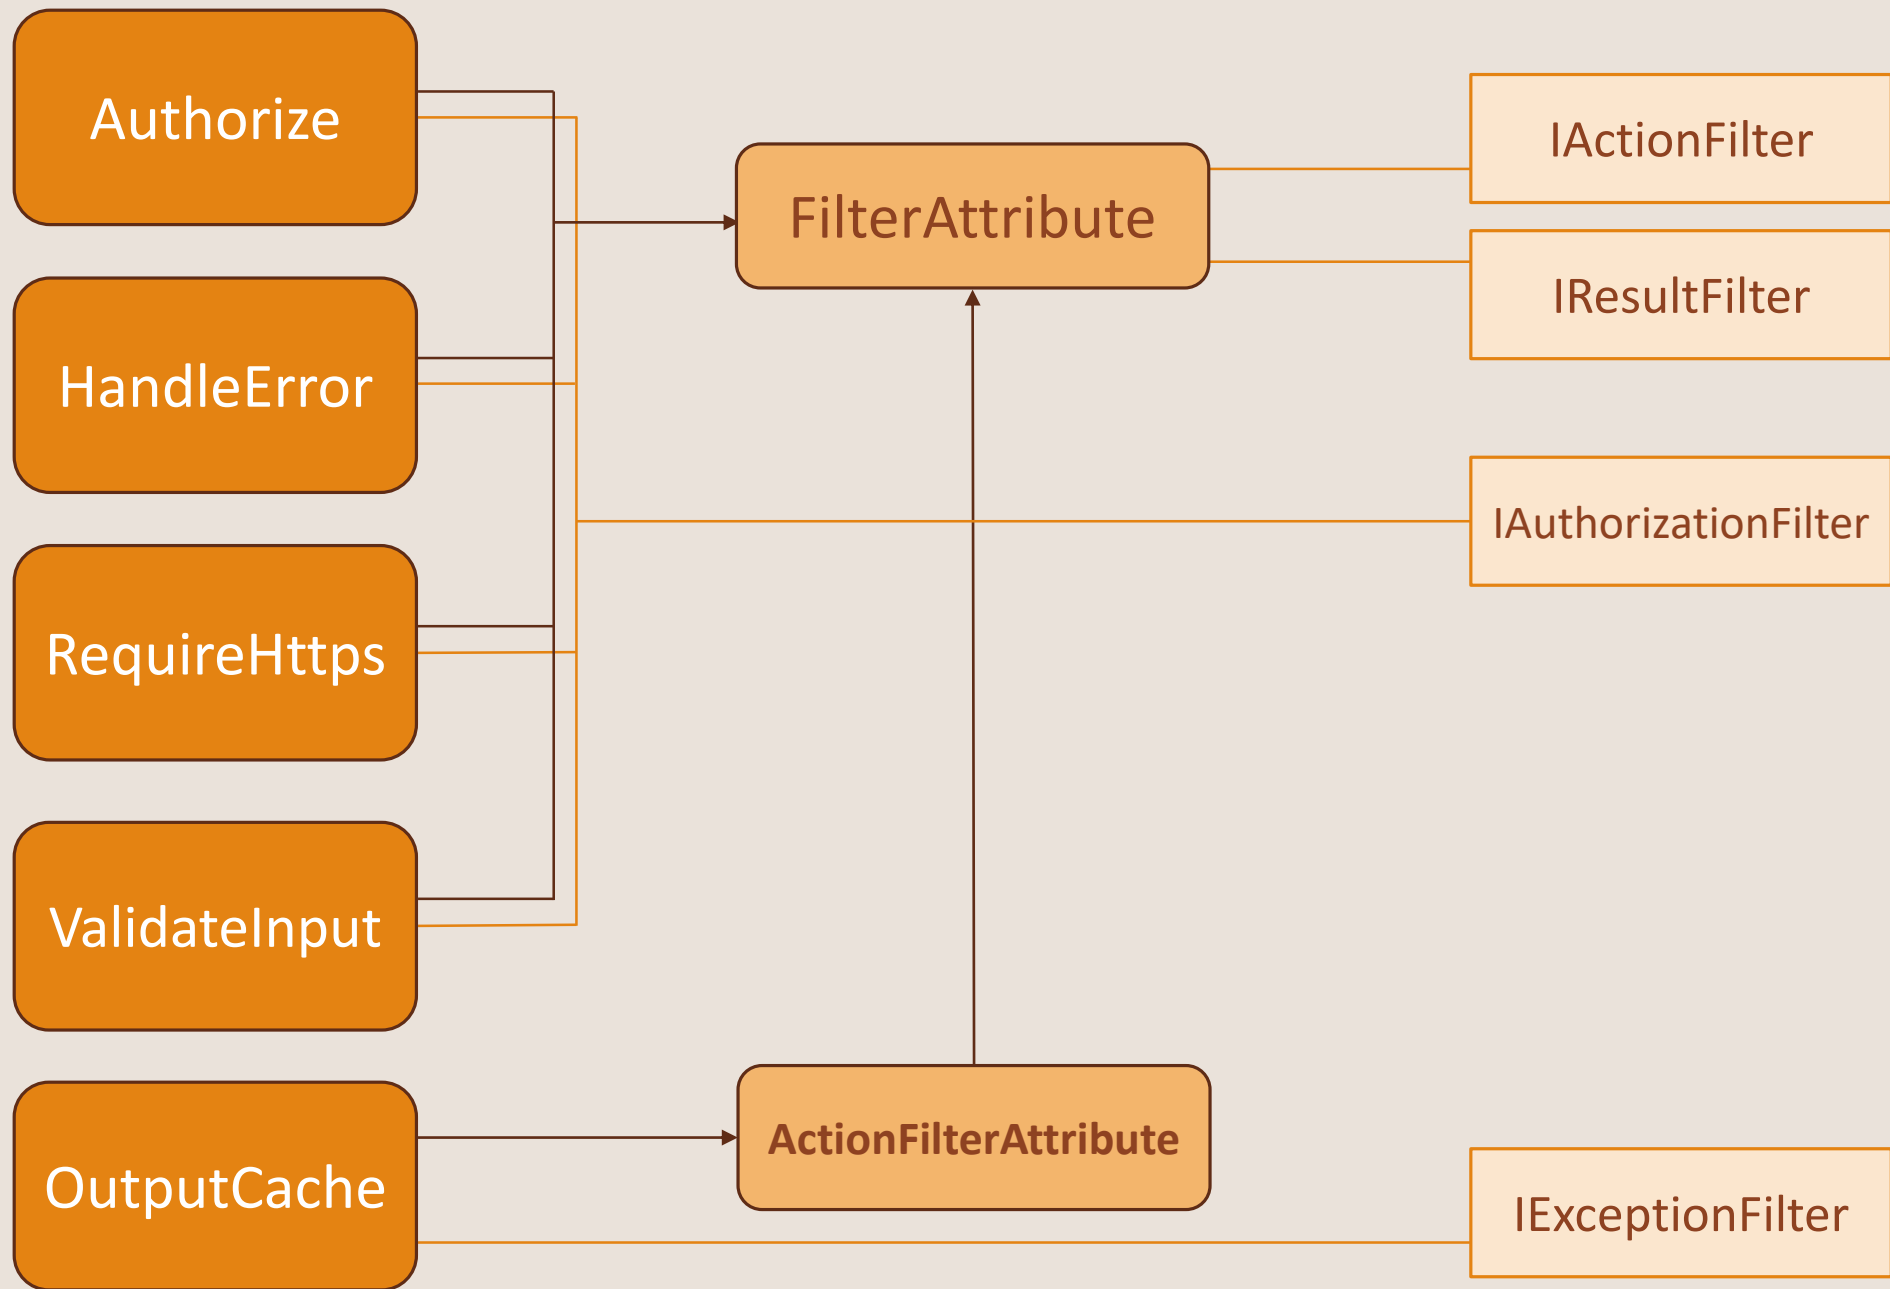 Authorize
HandleError
RequireHttps
ValidateInput
OutputCache
FilterAttribute
ActionFilterAttribute
IActionFilter
IResultFilter
IAuthorizationFilter
IExceptionFilter